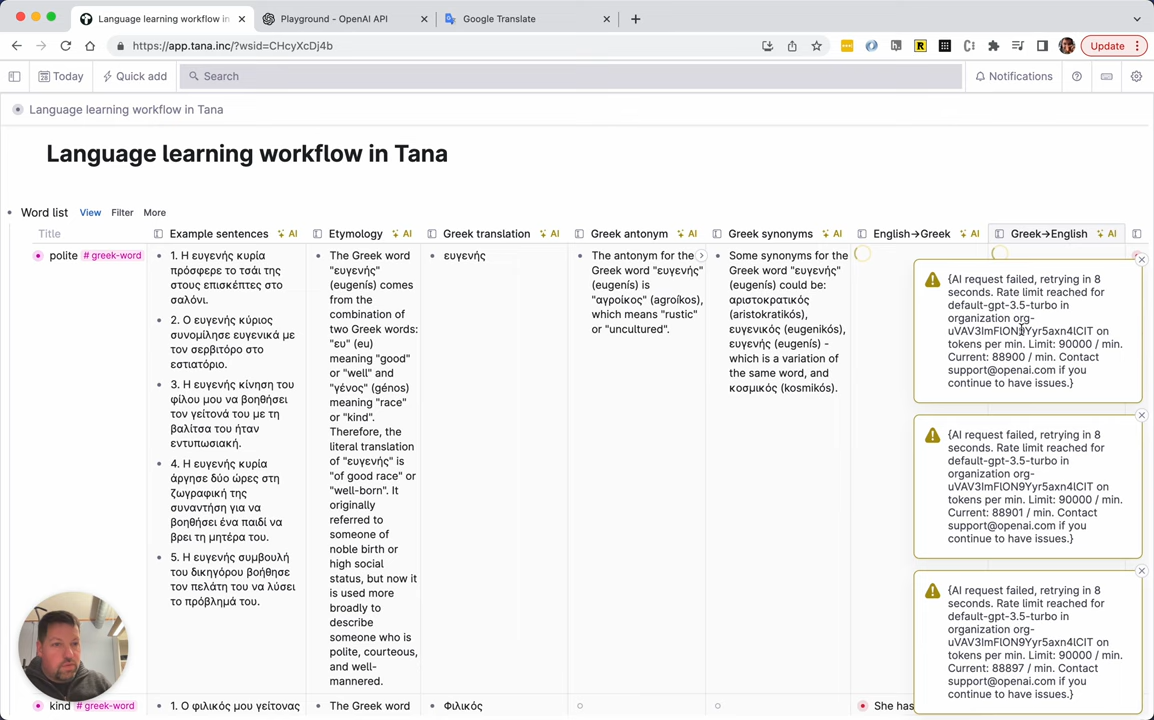 Language learning workflow in
Playground - OpenAI API
Google Translate
https://app.tana.inc/?wsid=CHcyXcDj4b
Update
Today
Quick add
Search
Notifications
Language learning workflow in Tana
Language learning workflow in Tana
Word list View Filter More
Title
Example sentences AI
Etymology AI
Greek translation AI
Greek antonym AI
Greek synonyms AI
English→Greek AI
Greek→English AI
polite # greek-word
1. Η ευγενής κυρία
πρόσφερε το τσάι της
στους επισκέπτες στο
σαλόνι.
2. Ο ευγενής κύριος
συνομίλησε ευγενικά με
τον σερβιτόρο στο
εστιατόριο.
3. Η ευγενής κίνηση του
φίλου μου να βοηθήσει
τον γείτονά του με τη
βαλίτσα του ήταν
εντυπωσιακή.
4. Η ευγενής κυρία
άργησε δύο ώρες στη
ζωγραφική της
συναντήση για να
βοηθήσει ένα παιδί να
βρει τη μητέρα του.
5. Η ευγενής συμβουλή
του δικηγόρου βοήθησε
τον πελάτη του να λύσει
το πρόβλημά του.
The Greek word
"ευγενής"
(eugenis) comes
from the
combination of
two Greek words:
"ευ" (eu)
meaning "good"
or "well" and
"γένος" (génos)
meaning "race"
or "kind".
Therefore, the
literal translation
of "ευγενής" is
"of good race" or
"well-born". It
originally
referred to
someone of
noble birth or
high social
status, but now it
is used more
broadly to
describe
someone who is
polite, courteous,
and well-
mannered.
ευγενής
The antonym for the
Greek word "ευγενής"
(eugenís) is
"αγροίκος" (agroíkos),
which means "rustic"
or "uncultured".
Some synonyms for the
Greek word "ευγενής"
(eugenís) could be:
αριστοκρατικός
(aristokratikós),
ευγενικός (eugenikós),
ευγενή (eugenís) -
which is a variation of
the same word, and
κοσμικός (kosmikós).
{AI request failed, retrying in 8
seconds. Rate limit reached for
default-gpt-3.5-turbo in
organization org-
on
tokens per min. Limit: 90000 / min.
Current: 88900 / min. Contact
support@openai.com if you
continue to have issues.}
{AI request failed, retrying in 8
seconds. Rate limit reached for
default-gpt-3.5-turbo in
organization org-
uVAV3ImFlON9Yyr5axn4lCIT on
tokens per min. Limit: 90000 / min.
Current: 88901 / min. Contact
support@openai.com if you
continue to have issues.}
{AI request failed, retrying in 8
seconds. Rate limit reached for
default-gpt-3.5-turbo in
organization org-
uVAV3ImFlON9Yyr5axn4lCIT on
tokens per min. Limit: 90000 / min.
Current: 88897 / min. Contact
support@openai.com if you
continue to have issues.}
kind # greek-word
1. Ο φιλικός μου γείτονας
The Greek word
Φιλικός
She has